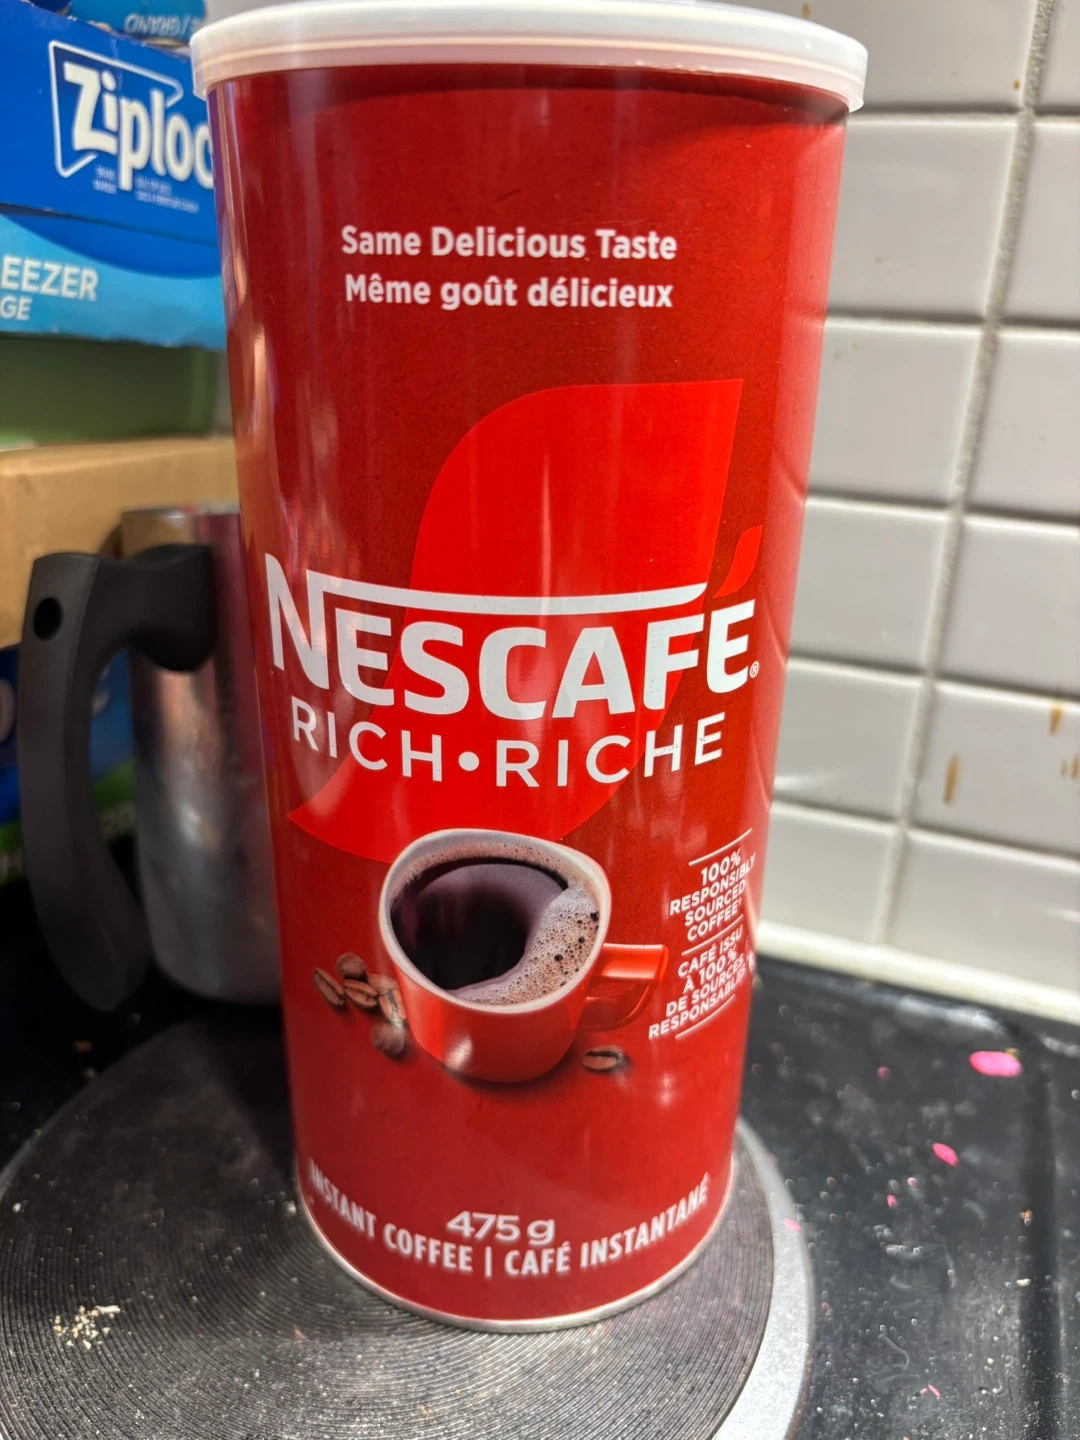 Ziploc
EEZER
GE
Same Delicious Taste
Même goût délicieux
NESCAFÉ®
RICH•RICHE
100%
RESPONSIBLY
SOURCED
COFFEE
CAFÉ ISSU
À 100%
DE SOURCES
RESPONSABLES
475 g
INSTANT COFFEE | CAFÉ INSTANTANÉ